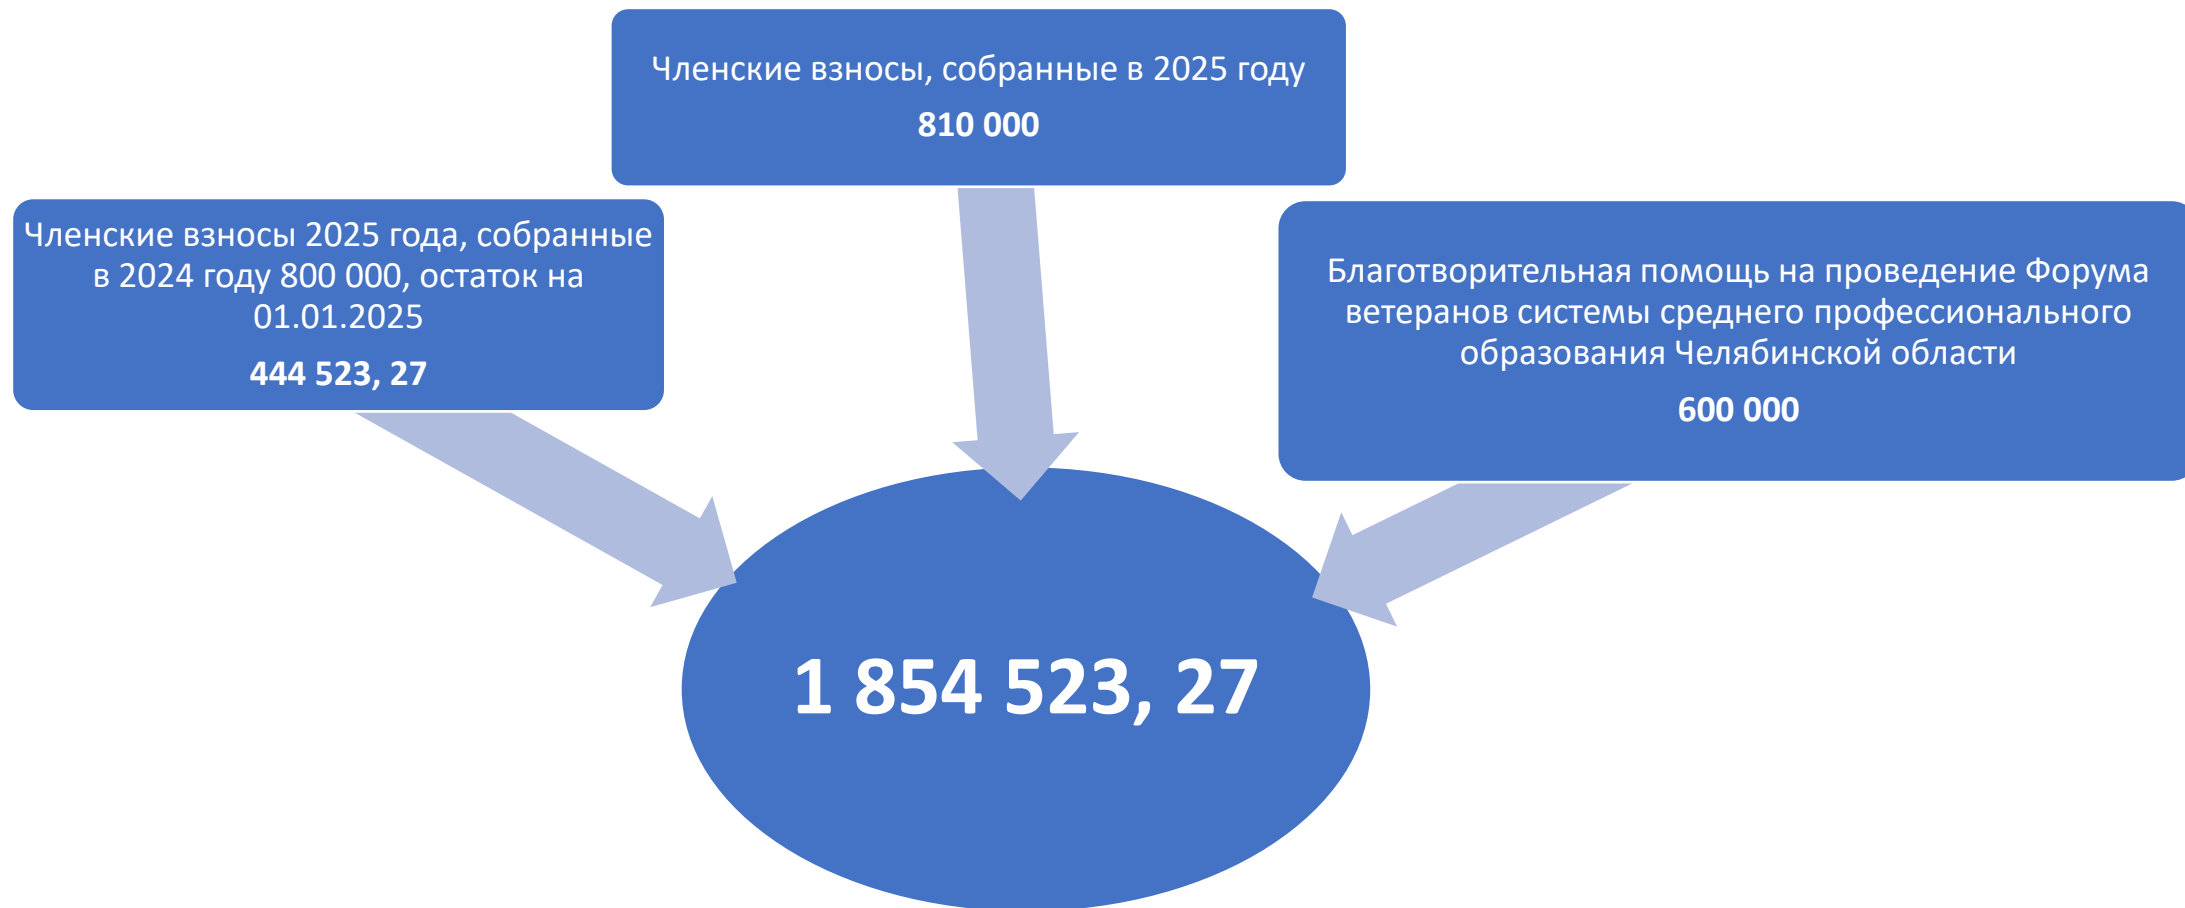 Членские взносы, собранные в 2025 году
810 000
Членские взносы 2025 года, собранные
в 2024 году 800 000, остаток на
01.01.2025
444 523, 27
Благотворительная помощь на проведение Форума
ветеранов системы среднего профессионального
образования Челябинской области
600 000
1 854 523, 27